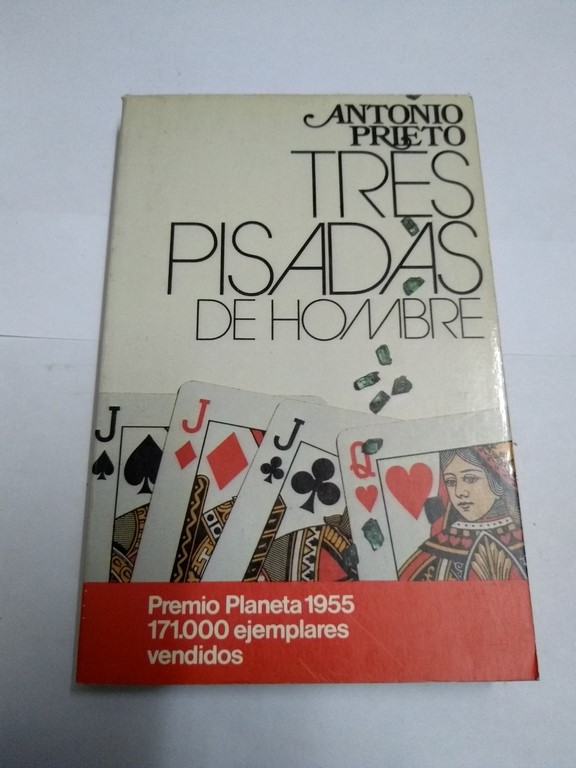 ANTONIO
PRIETO
TRES
PISADAS
DE HOMBRE
J
J
J
Q
Premio Planeta 1955
171.000 ejemplares
vendidos